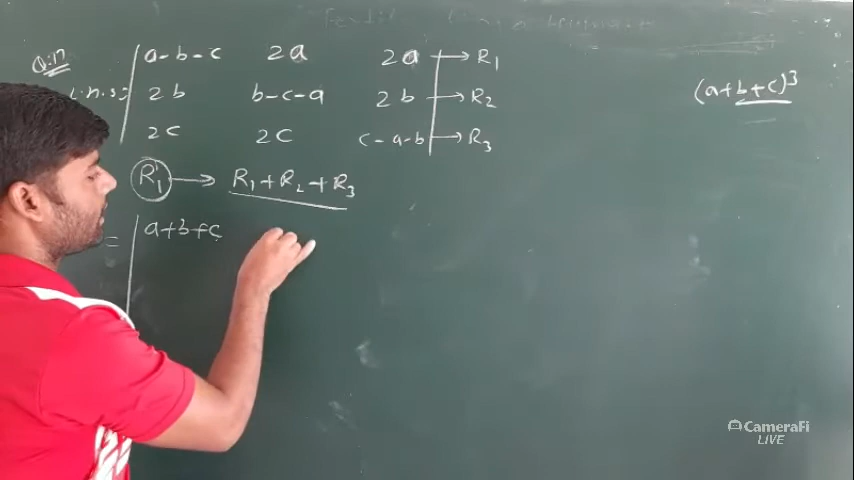 Q.17
L.H.S = | a-b-c 2a 2a | → R₁
2b b-c-a 2b → R₂
2c 2c c-a-b → R₃
(a+b+c)³
R₁' → R₁+R₂+R₃
= | a+b+c
CameraFi
LIVE